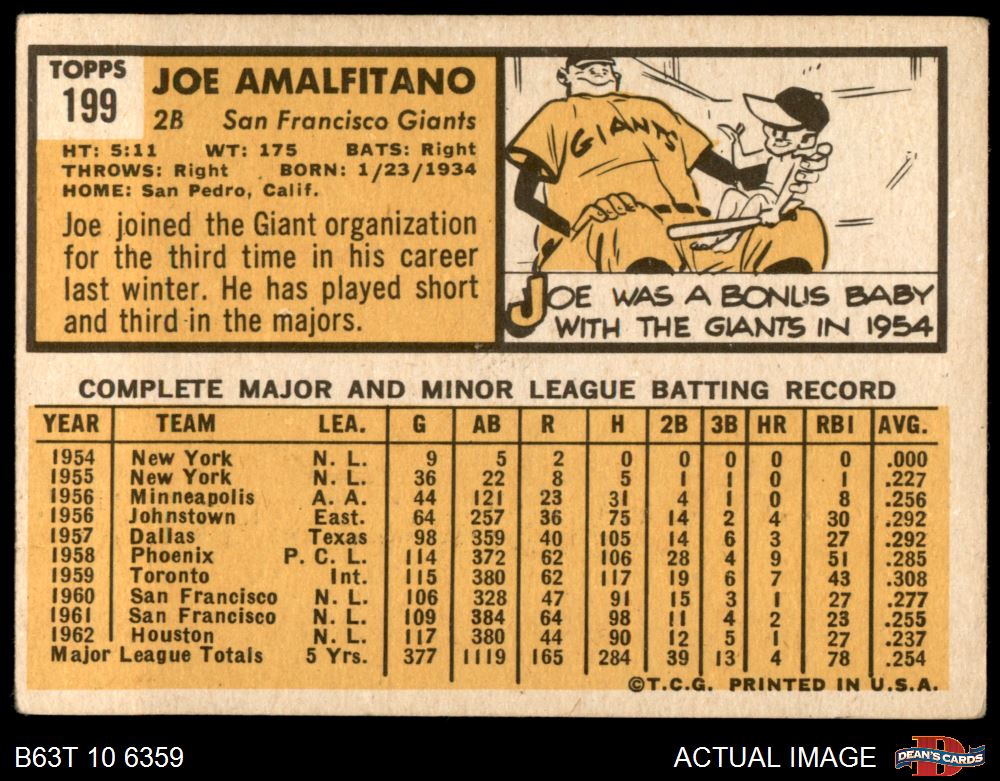 TOPPS
199
JOE AMALFITANO
2B San Francisco Giants
HT: 5:11 WT: 175 BATS: Right
THROWS: Right BORN: 1/23/1934
HOME: San Pedro, Calif.
Joe joined the Giant organization
for the third time in his career
last winter. He has played short
and third in the majors.
GIANTS
JOE WAS A BONUS BABY
WITH THE GIANTS IN 1954
COMPLETE MAJOR AND MINOR LEAGUE BATTING RECORD
YEAR TEAM LEA. G AB R H 2B 3B HR RBI AVG.
1954 New York N. L. 9 5 2 0 0 0 0 0 .000
1955 New York N. L. 36 22 8 5 1 1 0 1 .227
1956 Minneapolis A. A. 44 121 23 31 4 1 0 8 .256
1956 Johnstown East. 64 257 36 75 14 2 4 30 .292
1957 Dallas Texas 98 359 40 105 14 6 3 27 .292
1958 Phoenix P. C. L. 114 372 62 106 28 4 9 51 .285
1959 Toronto Int. 115 380 62 117 19 6 7 43 .308
1960 San Francisco N. L. 106 328 47 91 15 3 1 27 .277
1961 San Francisco N. L. 109 384 64 98 11 4 2 23 .255
1962 Houston N. L. 117 380 44 90 12 5 1 27 .237
Major League Totals 5 Yrs. 377 1119 165 284 39 13 4 78 .254
©T.C.G. PRINTED IN U.S.A.
B63T 10 6359 ACTUAL IMAGE DEAN'S CARDS